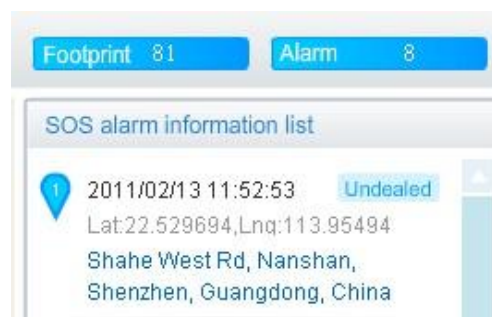 Footprint 81
Alarm 8
SOS alarm information list
1
2011/02/13 11:52:53 Undealed
Lat:22.529694,Lnq:113.95494
Shahe West Rd, Nanshan,
Shenzhen, Guangdong, China